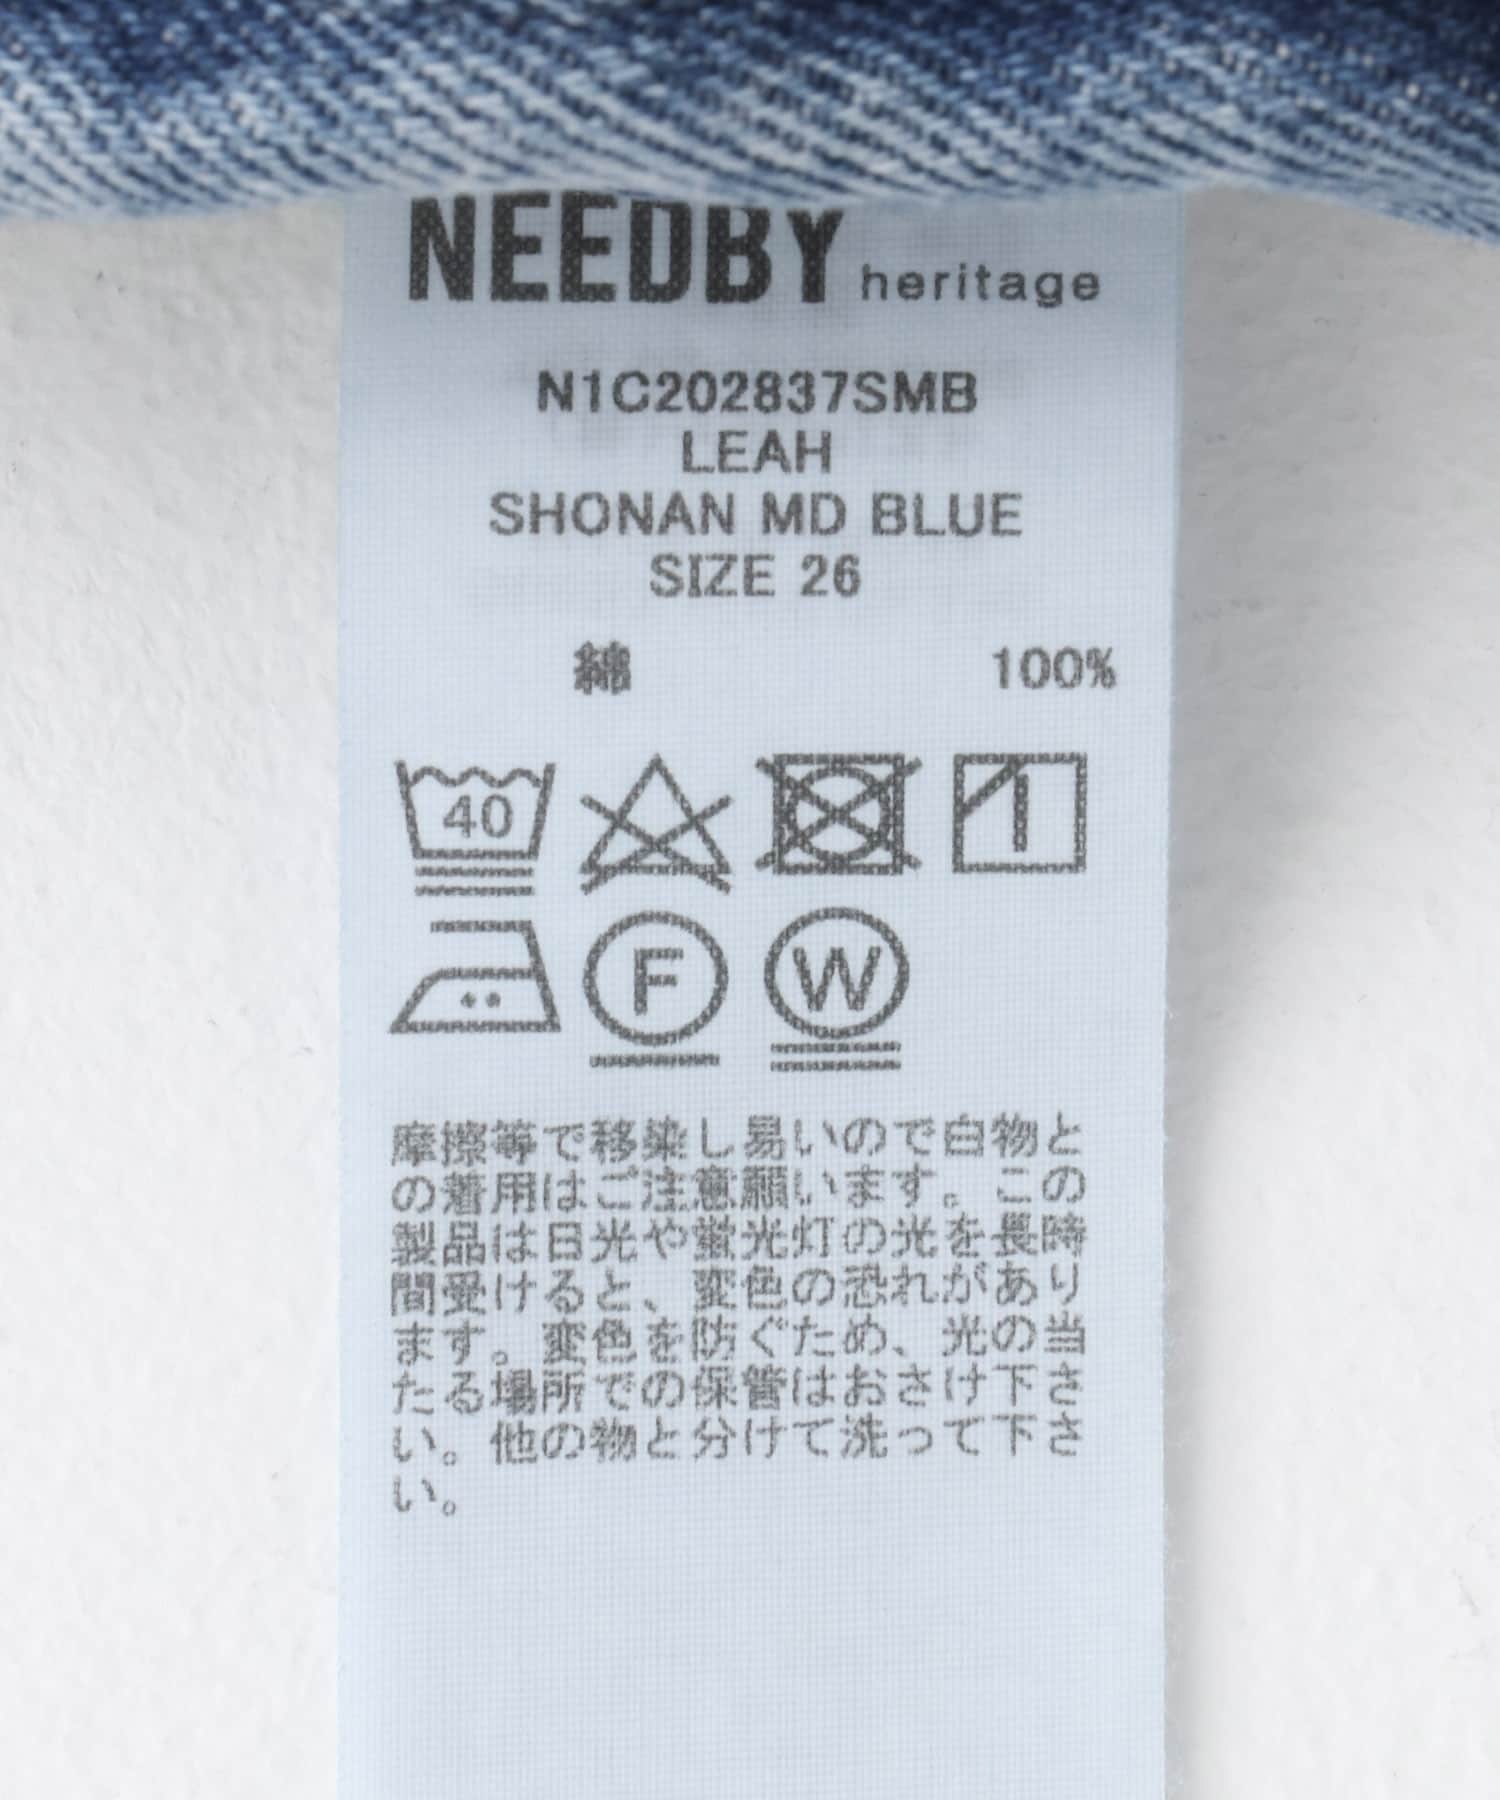 NEEDBY heritage
N1C202837SMB
LEAH
SHONAN MD BLUE
SIZE 26
綿 100%
40
F W
摩擦等で移染し易いので白物と
の着用はご注意願います。この
製品は日光や蛍光灯の光を長時
間受けると、変色の恐れがあり
ます。変色を防ぐため、光の当
たる場所での保管はおさけ下さ
い。他の物と分けて洗って下さ
い。